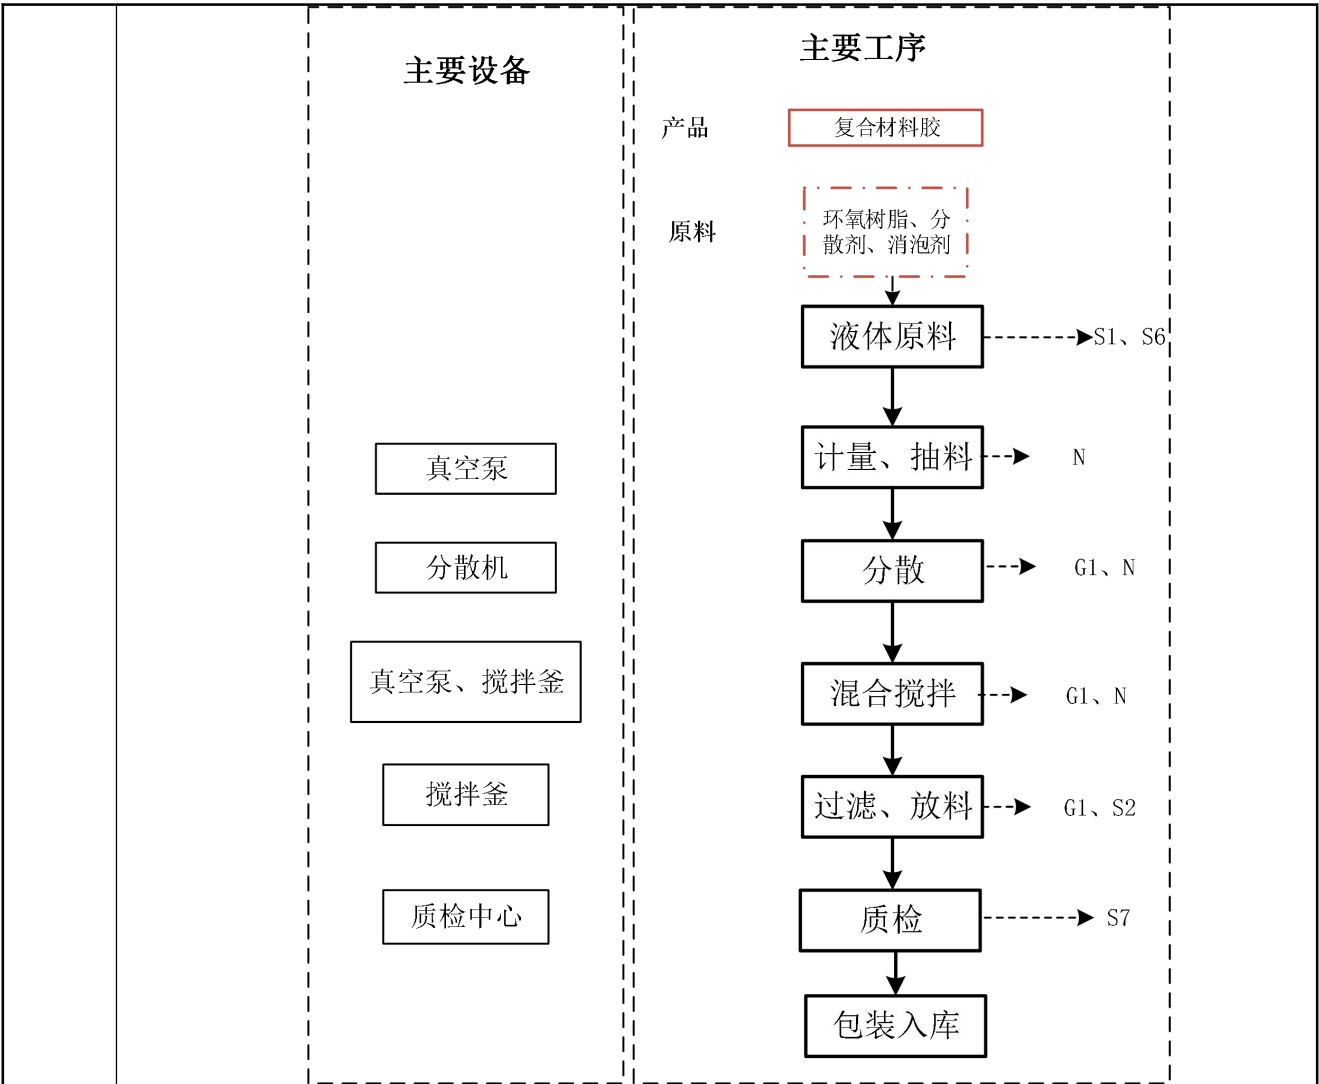 主要设备
真空泵
分散机
真空泵、搅拌釜
搅拌釜
质检中心
主要工序
产品
复合材料胶
原料
环氧树脂、分
散剂、消泡剂
液体原料
S1、S6
计量、抽料
N
分散
G1、N
混合搅拌
G1、N
过滤、放料
G1、S2
质检
S7
包装入库